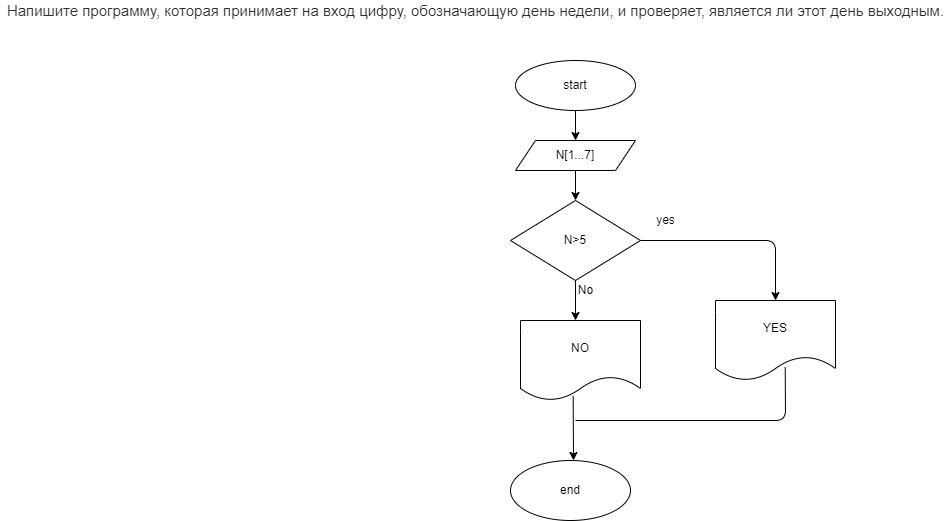 Напишите программу, которая принимает на вход цифру, обозначающую день недели, и проверяет, является ли этот день выходным.
start
N[1...7]
N>5
yes
No
NO
YES
end